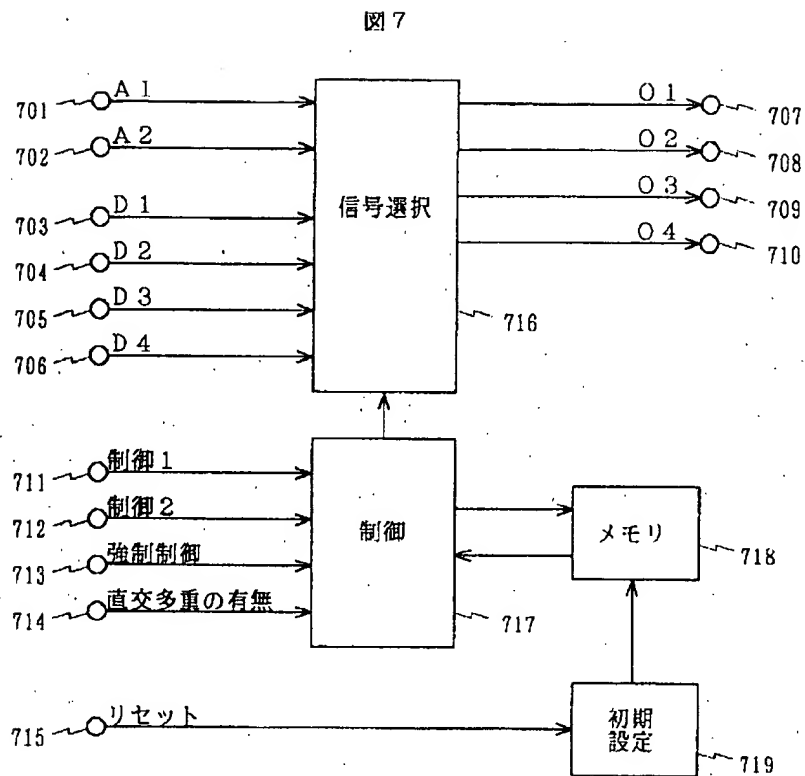 図7
701 A1
702 A2
703 D1
704 D2
705 D3
706 D4
信号選択
716
O1 707
O2 708
O3 709
O4 710
711 制御1
712 制御2
713 強制制御
714 直交多重の有無
制御
717
メモリ
718
715 リセット
初期
設定
719